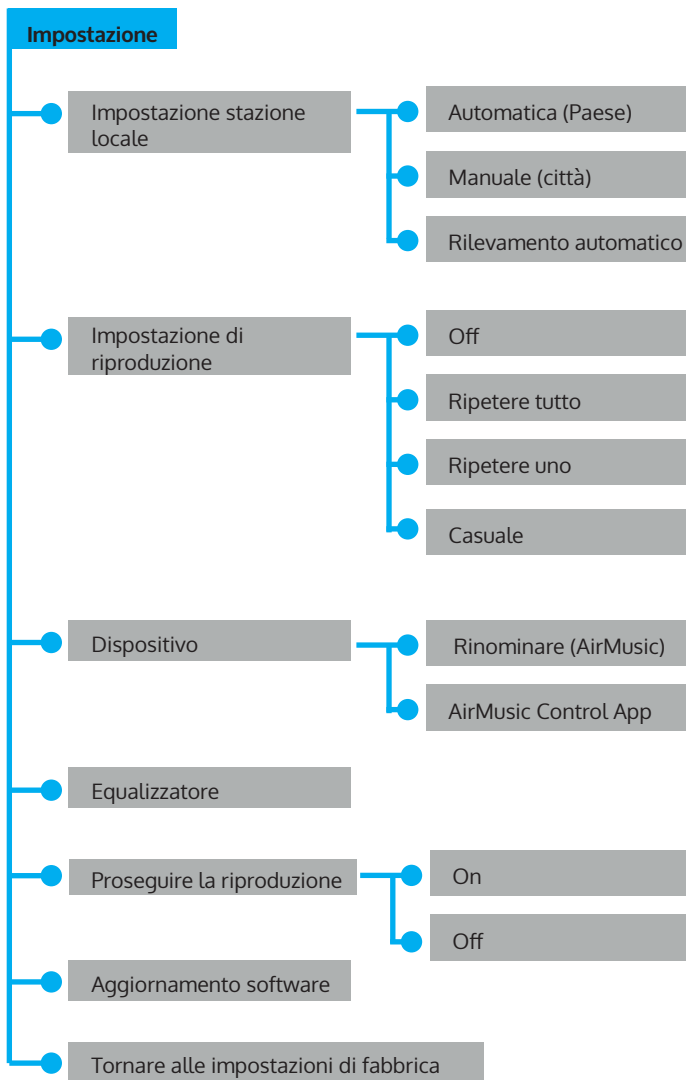 Impostazione
Impostazione stazione
locale
Automatica (Paese)
Manuale (città)
Rilevamento automatico
Impostazione di
riproduzione
Off
Ripetere tutto
Ripetere uno
Casuale
Dispositivo
Rinominare (AirMusic)
AirMusic Control App
Equalizzatore
Proseguire la riproduzione
On
Off
Aggiornamento software
Tornare alle impostazioni di fabbrica